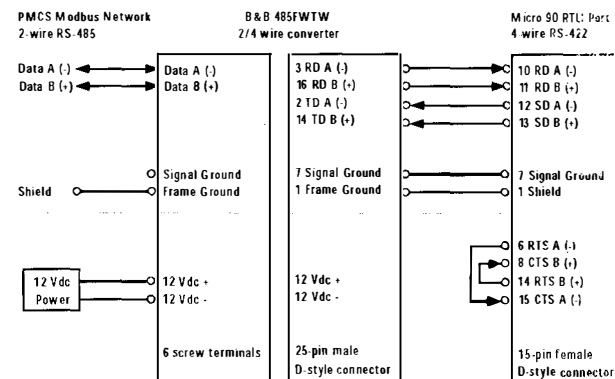 PMCS Modbus Network
2-wire RS-485
B&B 485FWTW
2/4 wire converter
Micro 90 RTU Port
4-wire RS-422
Data A (-)
Data B (+)
Data A (-)
Data B (+)
3 RD A (-)
16 RD B (+)
2 TD A (-)
14 TD B (+)
10 RD A (-)
11 RD B (+)
12 SD A (-)
13 SD B (+)
Shield
Signal Ground
Frame Ground
7 Signal Ground
1 Frame Ground
7 Signal Ground
1 Shield
6 RTS A (-)
8 CTS B (+)
14 RTS B (+)
15 CTS A (-)
12 Vdc
Power
12 Vdc +
12 Vdc -
12 Vdc +
12 Vdc -
6 screw terminals
25-pin male
D-style connector
15-pin female
D-style connector